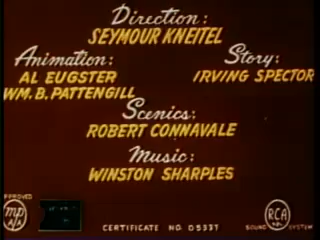 Direction:
SEYMOUR KNEITEL
Animation:
AL EUGSTER
WM. B. PATTENGILL
Story:
IRVING SPECTOR
Scenics:
ROBERT CONNAVALE
Music:
WINSTON SHARPLES
APPROVED
RCA
SOUND SYSTEM
CERTIFICATE NO. 05337